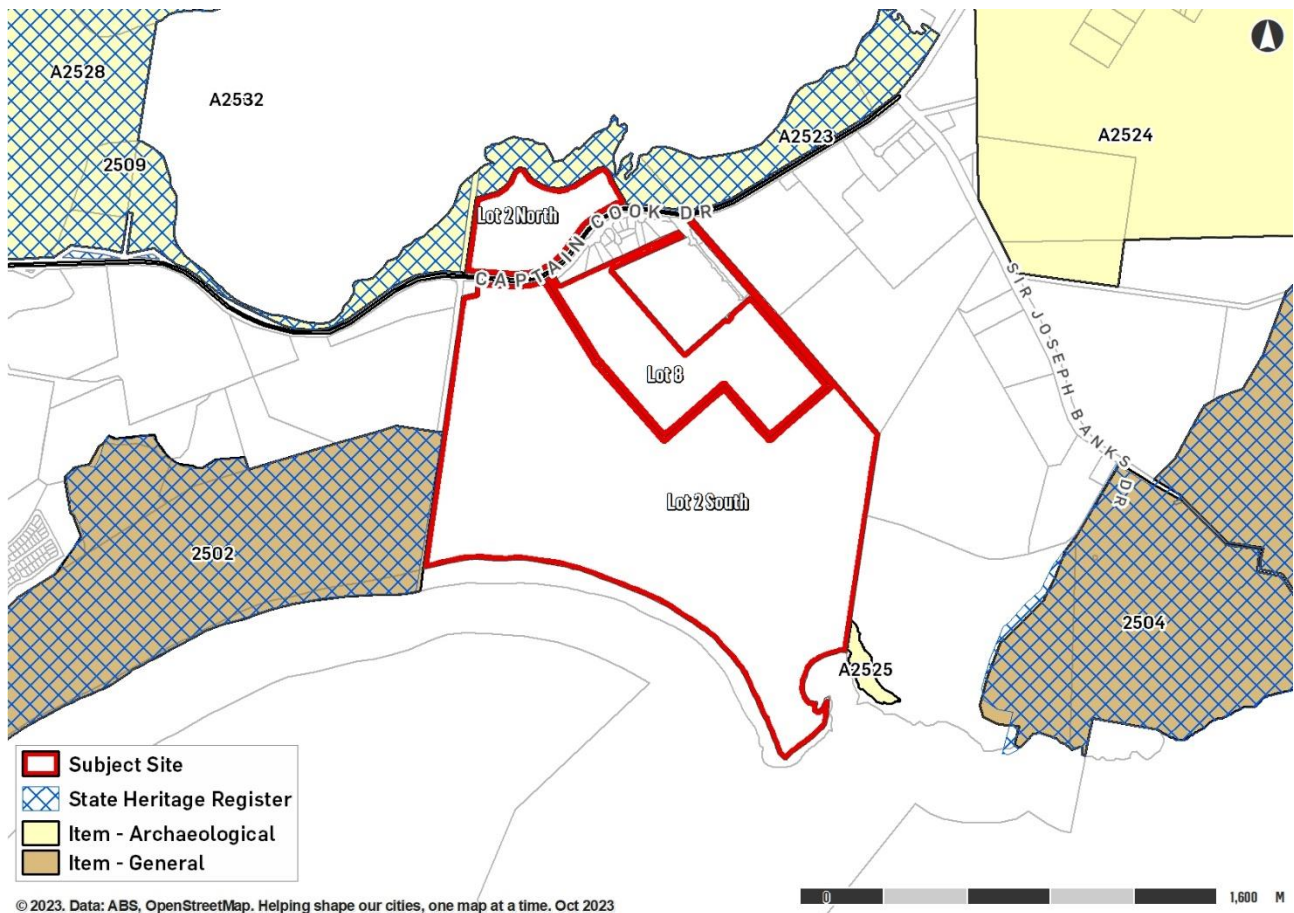 A2528
A2532
A2523
A2524
2509
Lot 2 North
CAPTAIN COOK DR
SIR JOSEPH BANKS DR
Lot 8
Lot 2 South
2502
2504
A2525
Subject Site
State Heritage Register
Item - Archaeological
Item - General
0 1,600 M
© 2023. Data: ABS, OpenStreetMap. Helping shape our cities, one map at a time. Oct 2023